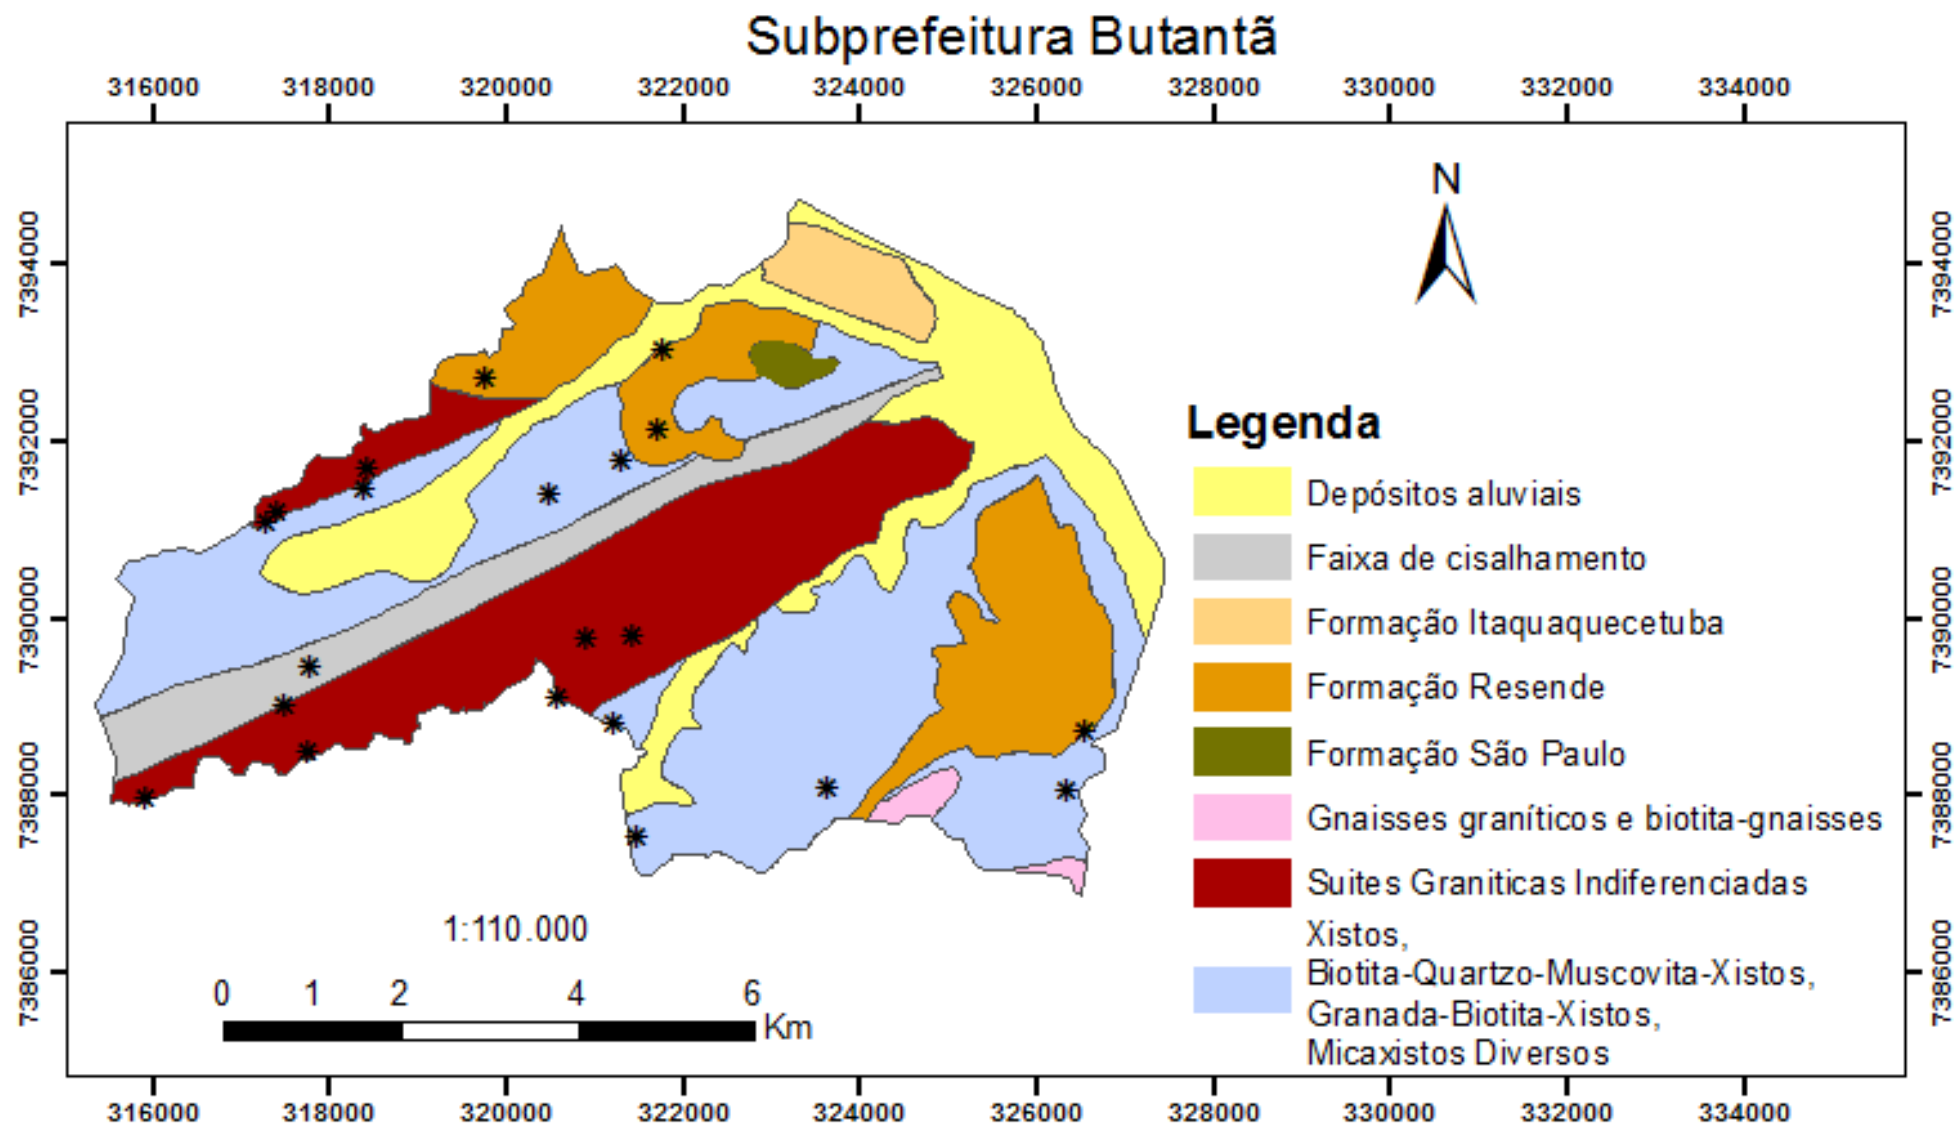 Subprefeitura Butantã
316000 318000 320000 322000 324000 326000 328000 330000 332000 334000
N
7394000 7394000
7392000 7392000
7390000 7390000
7388000 7388000
7386000 7386000
Legenda
Depósitos aluviais
Faixa de cisalhamento
Formação Itaquaquecetuba
Formação Resende
Formação São Paulo
Gnaisses graníticos e biotita-gnaisses
Suites Graniticas Indiferenciadas
Xistos,
Biotita-Quartzo-Muscovita-Xistos,
Granada-Biotita-Xistos,
Micaxistos Diversos
1:110.000
0 1 2 4 6
Km
316000 318000 320000 322000 324000 326000 328000 330000 332000 334000